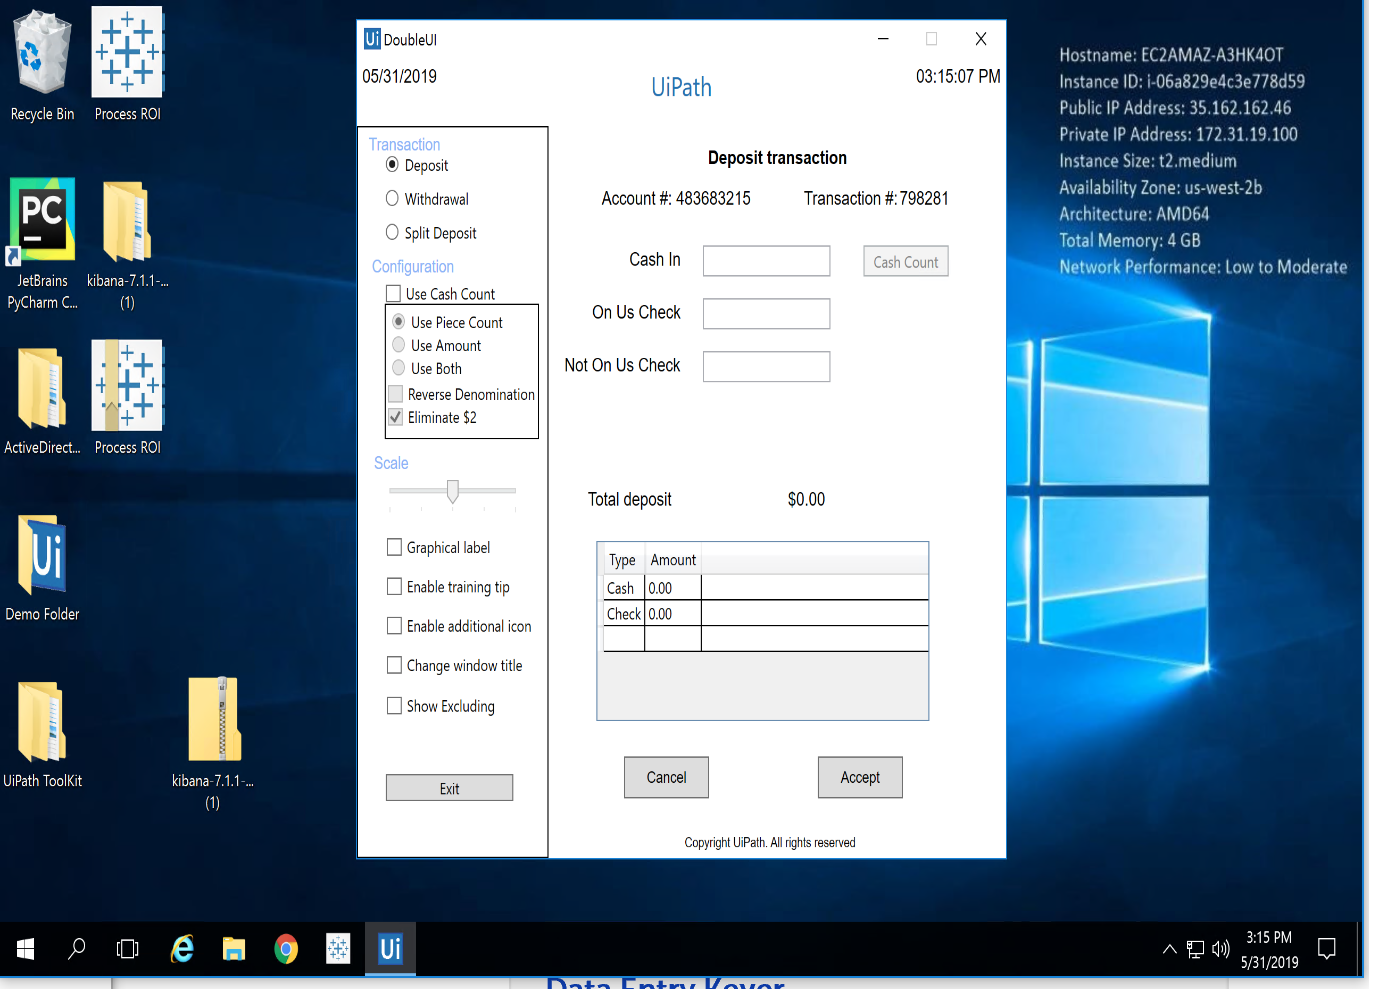 Recycle Bin
Process ROI
PC
JetBrains
PyCharm C...
kibana-7.1.1-...
(1)
ActiveDirect...
Process ROI
Ui
Demo Folder
UiPath ToolKit
kibana-7.1.1-...
(1)
Ui DoubleUI
05/31/2019
UiPath
03:15:07 PM
Transaction
Deposit
Withdrawal
Split Deposit
Configuration
Use Cash Count
Use Piece Count
Use Amount
Use Both
Reverse Denomination
Eliminate $2
Scale
Graphical label
Enable training tip
Enable additional icon
Change window title
Show Excluding
Exit
Deposit transaction
Account #: 483683215 Transaction #: 798281
Cash In
Cash Count
On Us Check
Not On Us Check
Total deposit $0.00
Type Amount
Cash 0.00
Check 0.00
Cancel Accept
Copyright UiPath. All rights reserved
Hostname: EC2AMAZ-A3HK4OT
Instance ID: i-06a829e4c3e778d59
Public IP Address: 35.162.162.46
Private IP Address: 172.31.19.100
Instance Size: t2.medium
Availability Zone: us-west-2b
Architecture: AMD64
Total Memory: 4 GB
Network Performance: Low to Moderate
Ui
3:15 PM
5/31/2019
Data Entry Keyer